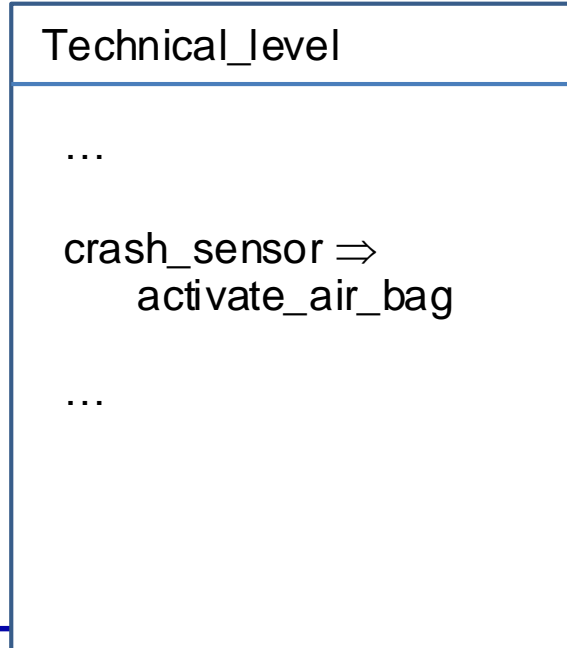 Technical_level
…
crash_sensor ⇒
activate_air_bag
…